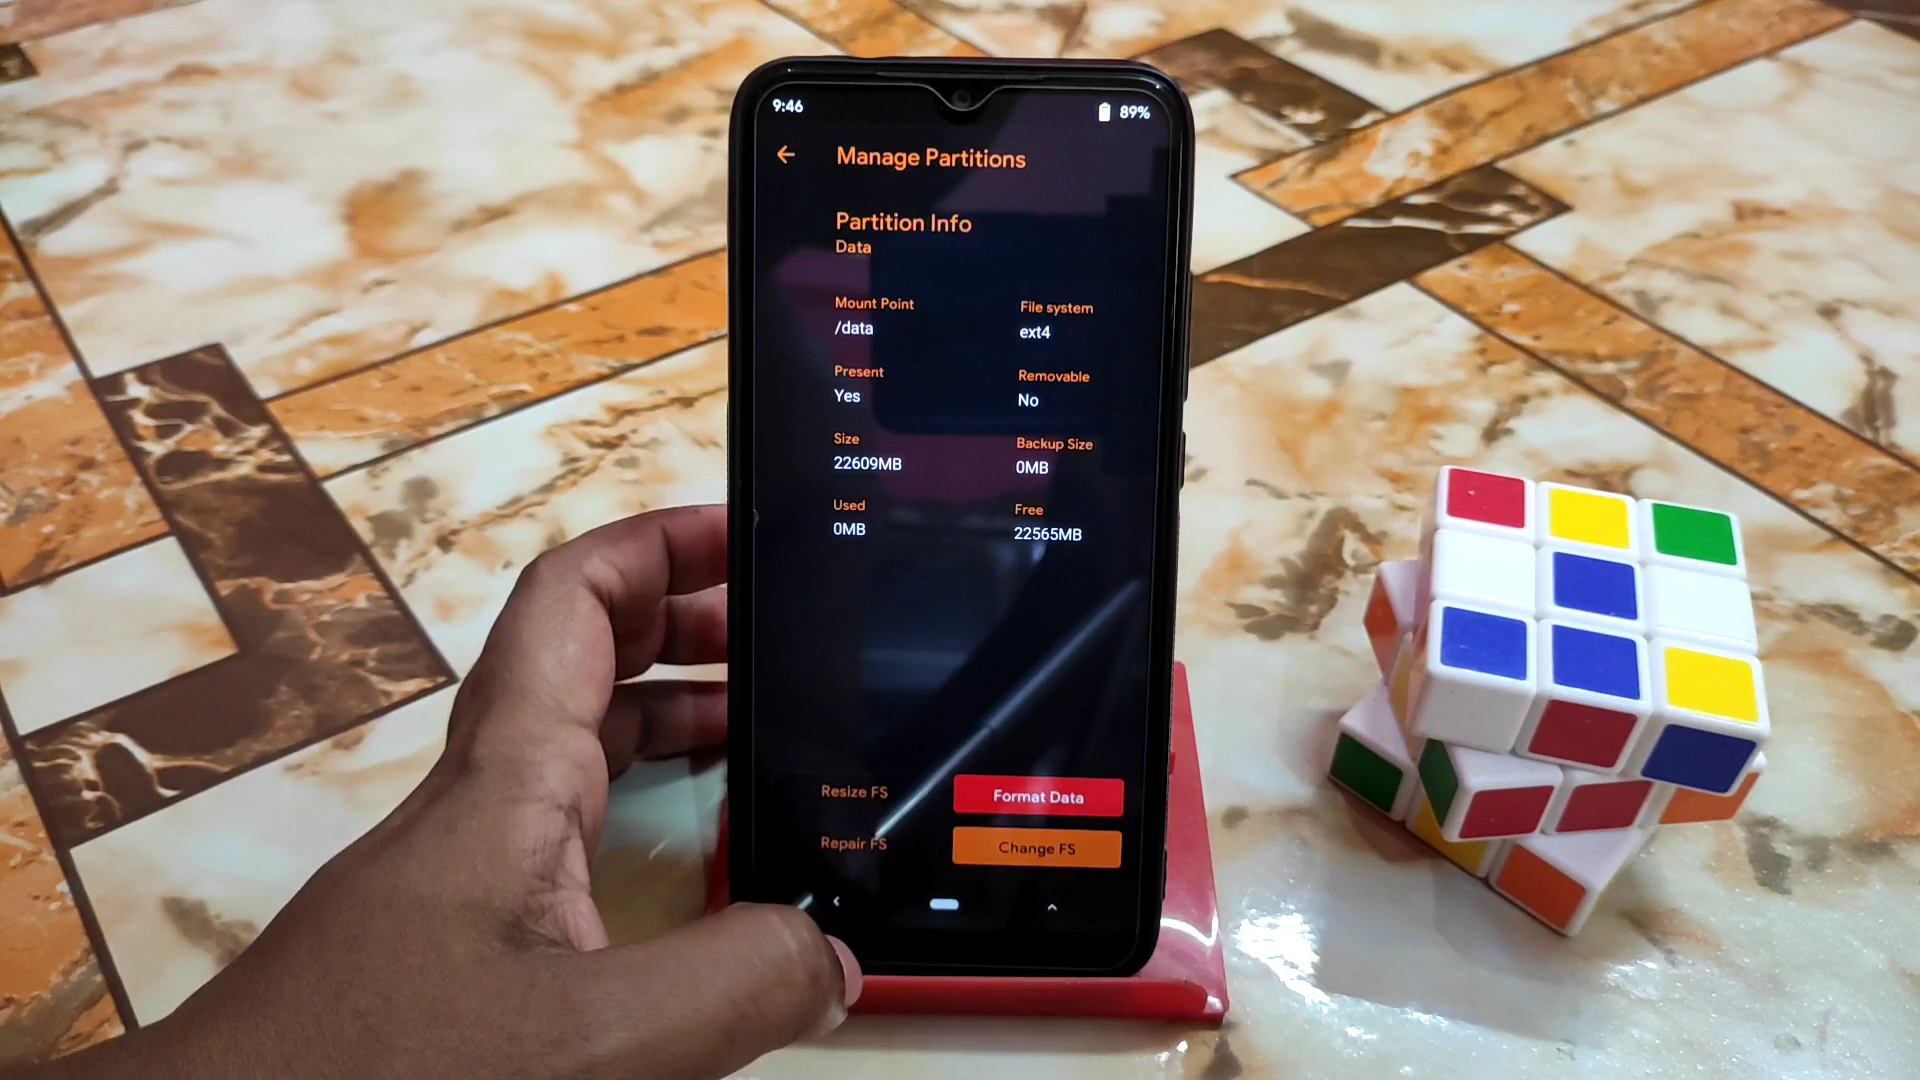 9:46
89%
Manage Partitions
Partition Info
Data
Mount Point
File system
/data
ext4
Present
Removable
Yes
No
Size
Backup Size
22609MB
0MB
Used
Free
0MB
22565MB
Resize FS
Format Data
Repair FS
Change FS